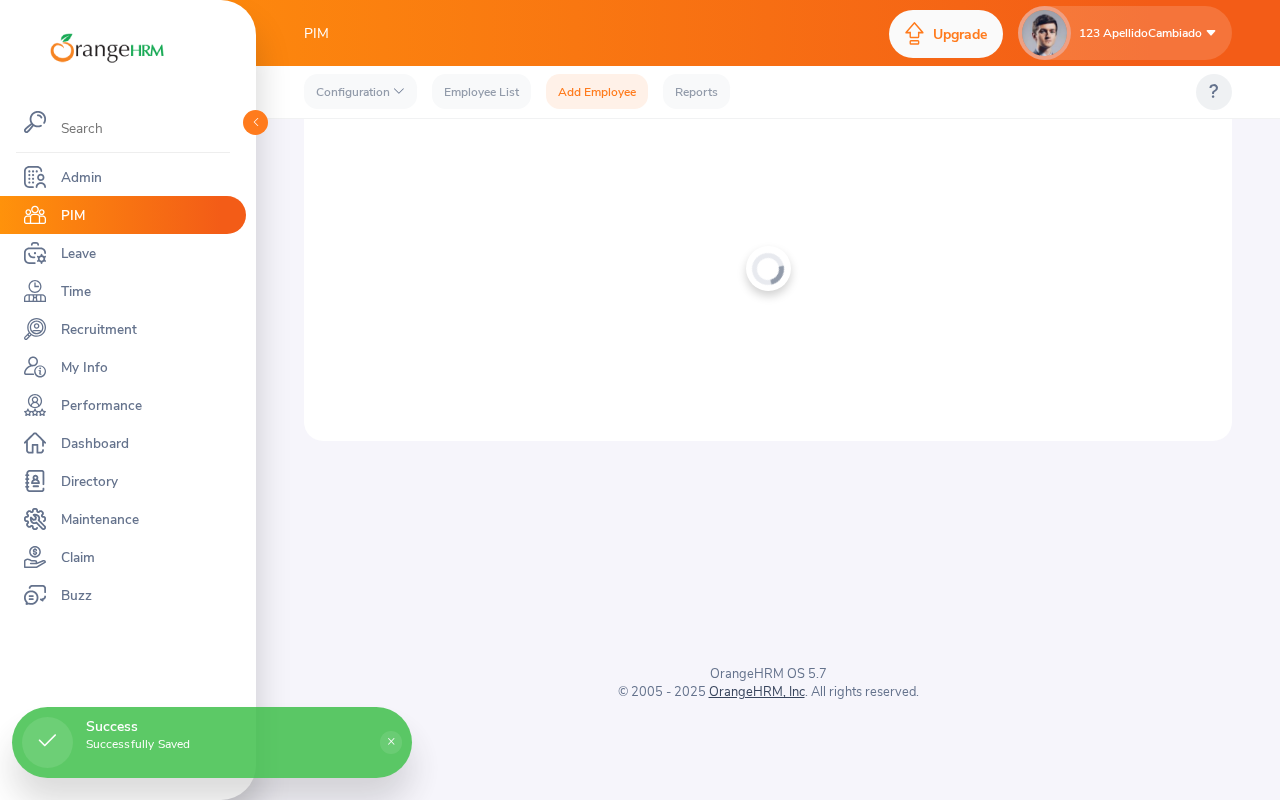 OrangeHRM
PIM
Upgrade
123 ApellidoCambiado
Configuration
Employee List
Add Employee
Reports
?
Search
Admin
PIM
Leave
Time
Recruitment
My Info
Performance
Dashboard
Directory
Maintenance
Claim
Buzz
OrangeHRM OS 5.7
© 2005 - 2025 OrangeHRM, Inc. All rights reserved.
Success
Successfully Saved
×